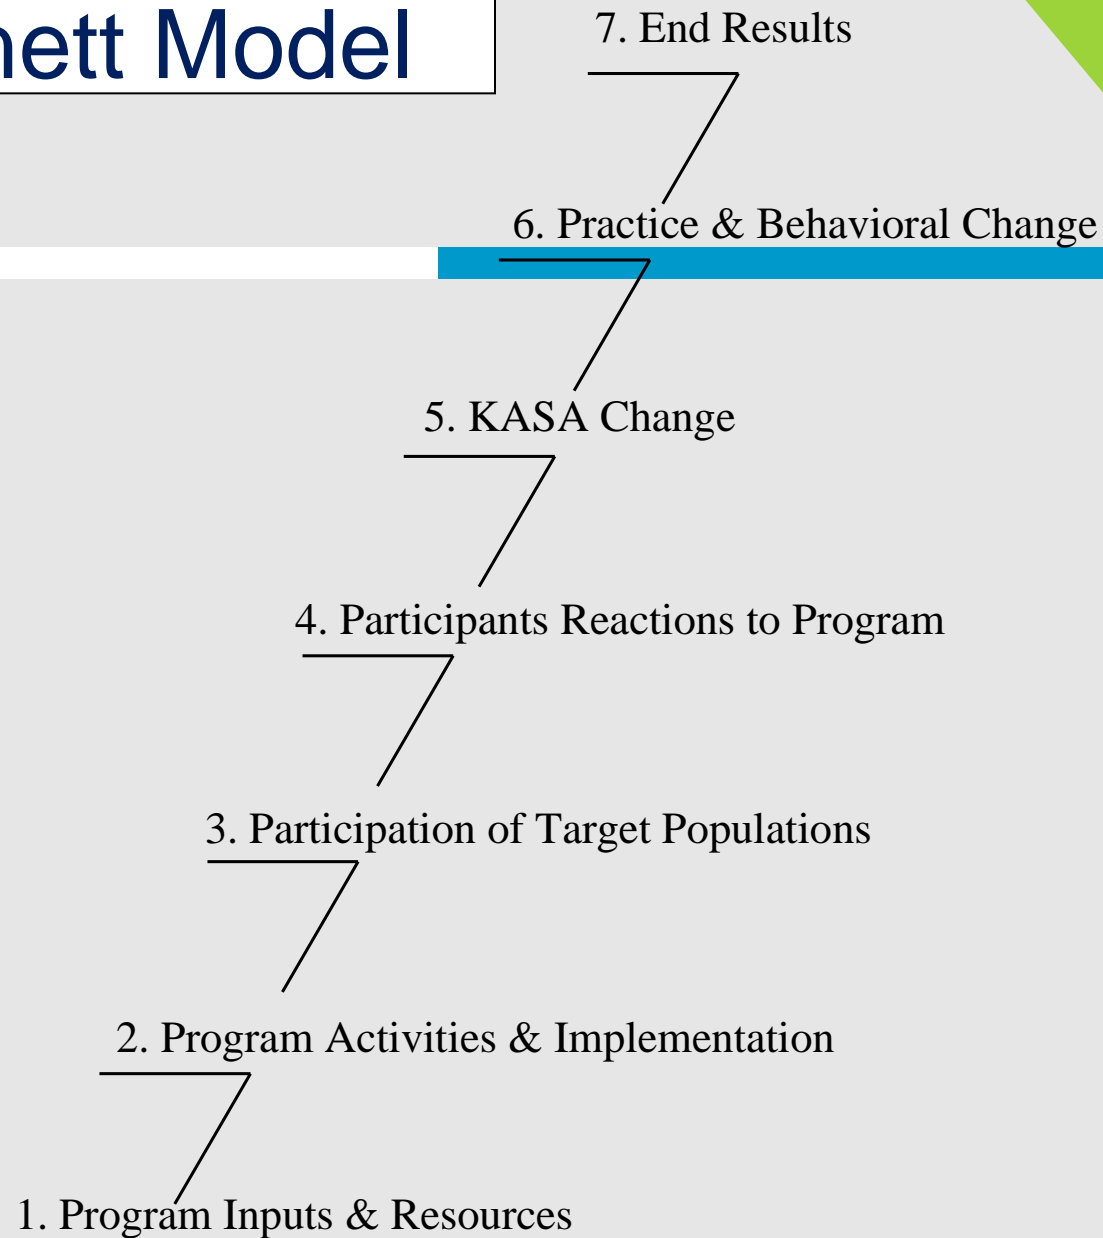 nett Model
7. End Results
6. Practice & Behavioral Change
5. KASA Change
4. Participants Reactions to Program
3. Participation of Target Populations
2. Program Activities & Implementation
1. Program Inputs & Resources